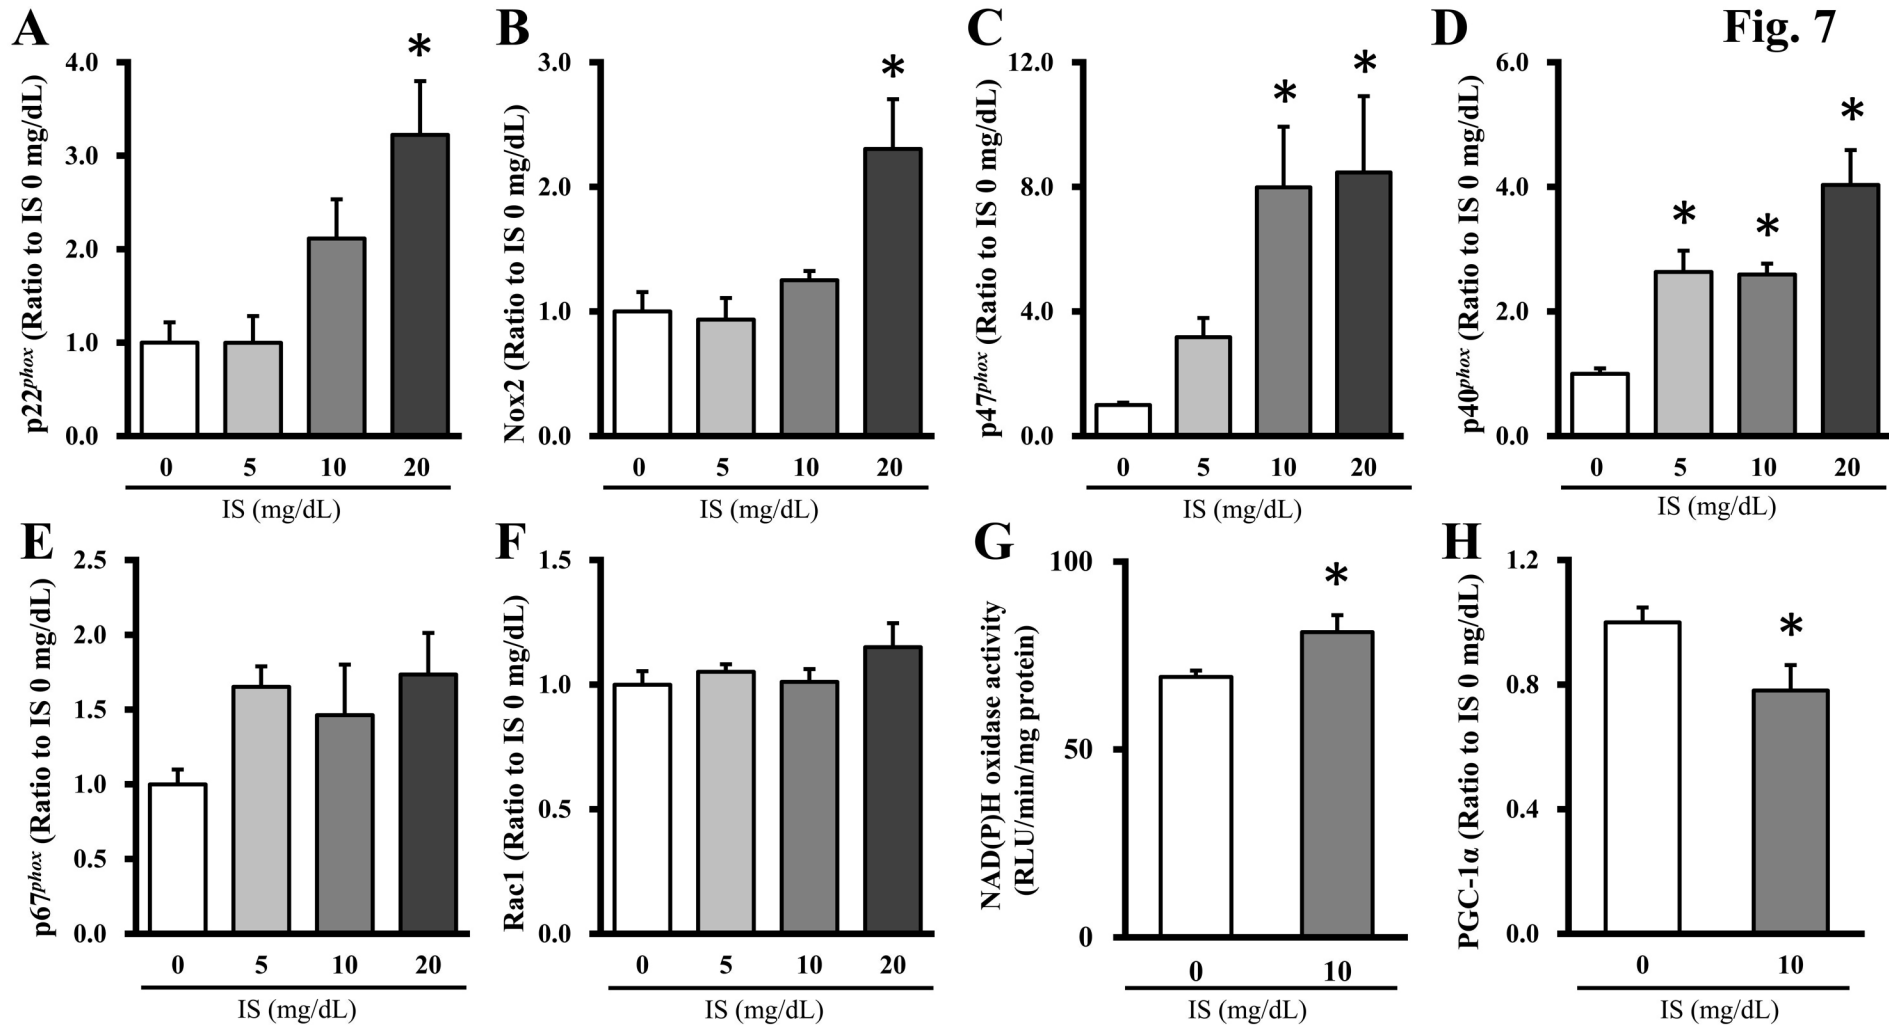 Fig. 7
A
p22phox (Ratio to IS 0 mg/dL)
4.0
3.0
2.0
1.0
0.0
*
0 5 10 20
IS (mg/dL)
B
Nox2 (Ratio to IS 0 mg/dL)
3.0
2.0
1.0
0.0
*
0 5 10 20
IS (mg/dL)
C
p47phox (Ratio to IS 0 mg/dL)
12.0
8.0
4.0
0.0
* *
0 5 10 20
IS (mg/dL)
D
p40phox (Ratio to IS 0 mg/dL)
6.0
4.0
2.0
0.0
* * *
0 5 10 20
IS (mg/dL)
E
p67phox (Ratio to IS 0 mg/dL)
2.5
2.0
1.5
1.0
0.5
0.0
0 5 10 20
IS (mg/dL)
F
Rac1 (Ratio to IS 0 mg/dL)
1.5
1.0
0.5
0.0
0 5 10 20
IS (mg/dL)
G
NAD(P)H oxidase activity
(RLU/min/mg protein)
100
50
0
*
0 10
IS (mg/dL)
H
PGC-1α (Ratio to IS 0 mg/dL)
1.2
0.8
0.4
0.0
*
0 10
IS (mg/dL)